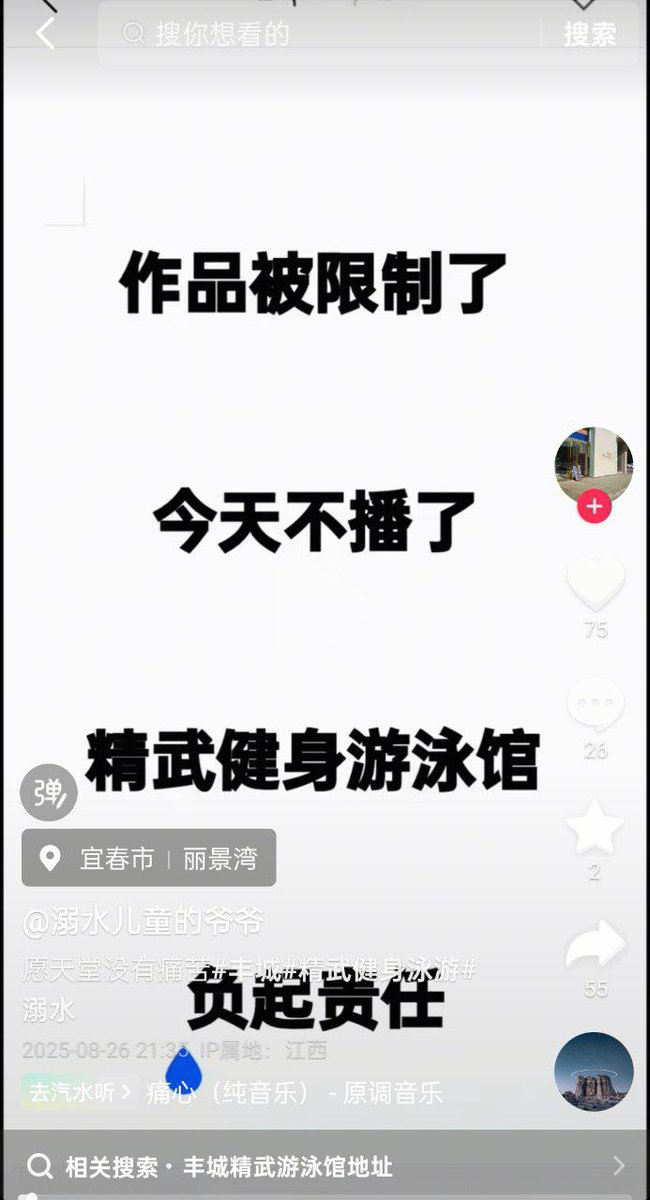 搜你想看的
搜索
作品被限制了
今天不播了
75
26
精武健身游泳馆
弹
宜春市 | 丽景湾
2
@溺水儿童的爷爷
愿天堂没有痛苦#丰城#精武健身泳游#
溺水
负起责任
55
2025-08-26 21:35 IP属地：江西
去汽水听 > 痛心（纯音乐） - 原调音乐
相关搜索·丰城精武游泳馆地址